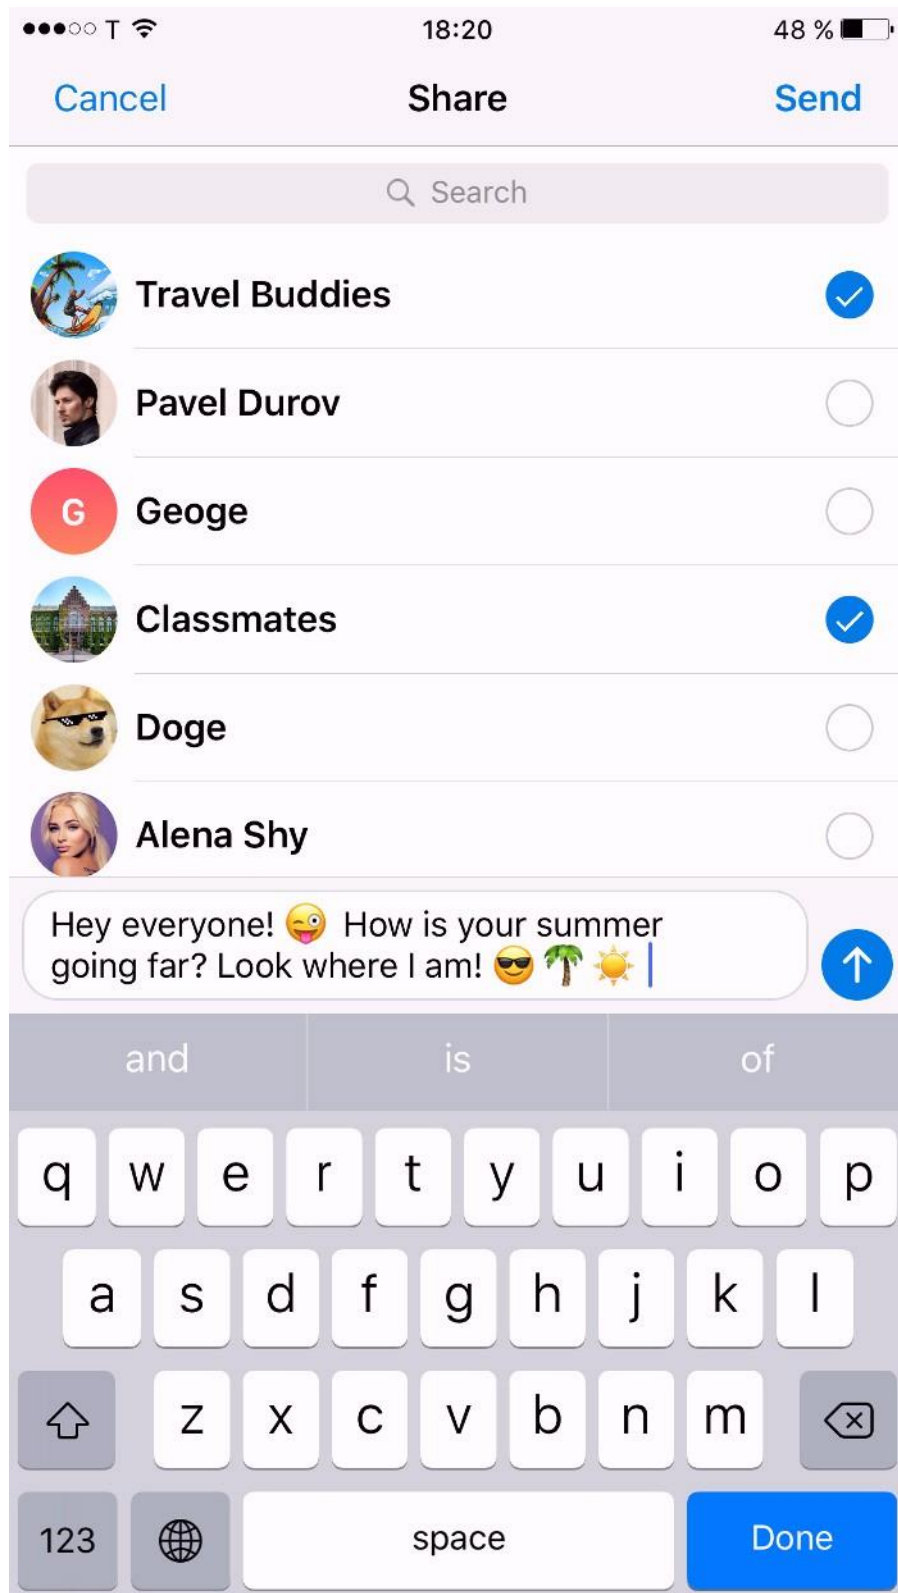 T 18:20 48 %
Cancel Share Send
Search
Travel Buddies
Pavel Durov
G Geoge
Classmates
Doge
Alena Shy
Hey everyone! 😜 How is your summer
going far? Look where I am! 😎🌴☀️
and is of
q w e r t y u i o p
a s d f g h j k l
z x c v b n m
123 space Done